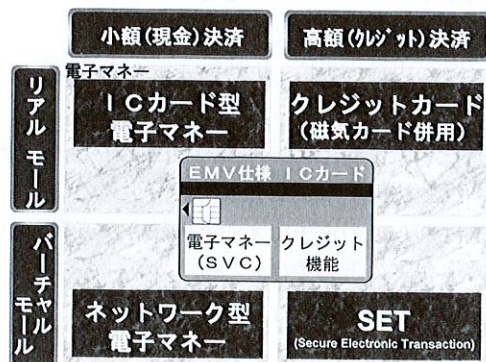 小額(現金)決済
高額(クレジット)決済
リアルモール
電子マネー
ICカード型
電子マネー
クレジットカード
(磁気カード併用)
EMV仕様 ICカード
電子マネー
(SVC)
クレジット
機能
バーチャル
モール
ネットワーク型
電子マネー
SET
(Secure Electronic Transaction)